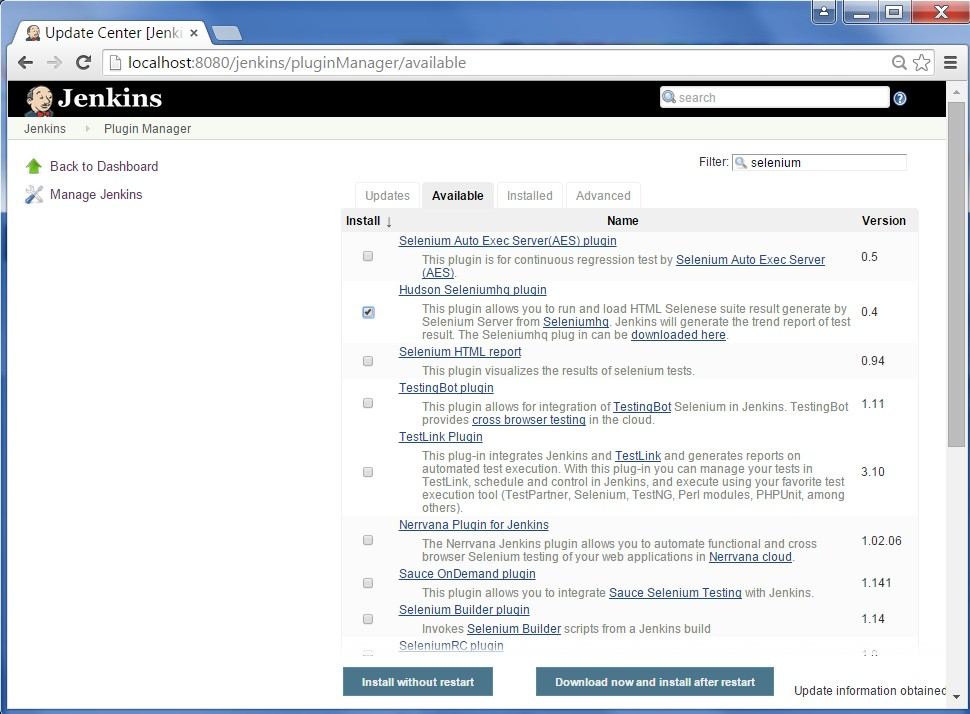 Update Center [Jenki
localhost:8080/jenkins/pluginManager/available
Jenkins
search
Jenkins
Plugin Manager
Back to Dashboard
Manage Jenkins
Filter:
selenium
Updates
Available
Installed
Advanced
Install ↓
Name
Version
Selenium Auto Exec Server(AES) plugin
This plugin is for continuous regression test by Selenium Auto Exec Server
(AES).
0.5
Hudson Seleniumhq plugin
This plugin allows you to run and load HTML Selenese suite result generate by
Selenium Server from Seleniumhq. Jenkins will generate the trend report of test
result. The Seleniumhq plug in can be downloaded here.
0.4
Selenium HTML report
This plugin visualizes the results of selenium tests.
0.94
TestingBot plugin
This plugin allows for integration of TestingBot Selenium in Jenkins. TestingBot
provides cross browser testing in the cloud.
1.11
TestLink Plugin
This plug-in integrates Jenkins and TestLink and generates reports on
automated test execution. With this plug-in you can manage your tests in
TestLink, schedule and control in Jenkins, and execute using your favorite test
execution tool (TestPartner, Selenium, TestNG, Perl modules, PHPUnit, among
others).
3.10
Nerrvana Plugin for Jenkins
The Nerrvana Jenkins plugin allows you to automate functional and cross
browser Selenium testing of your web applications in Nerrvana cloud.
1.02.06
Sauce OnDemand plugin
This plugin allows you to integrate Sauce Selenium Testing with Jenkins.
1.141
Selenium Builder plugin
Invokes Selenium Builder scripts from a Jenkins build
1.14
SeleniumRC plugin
Install without restart
Download now and install after restart
Update information obtained